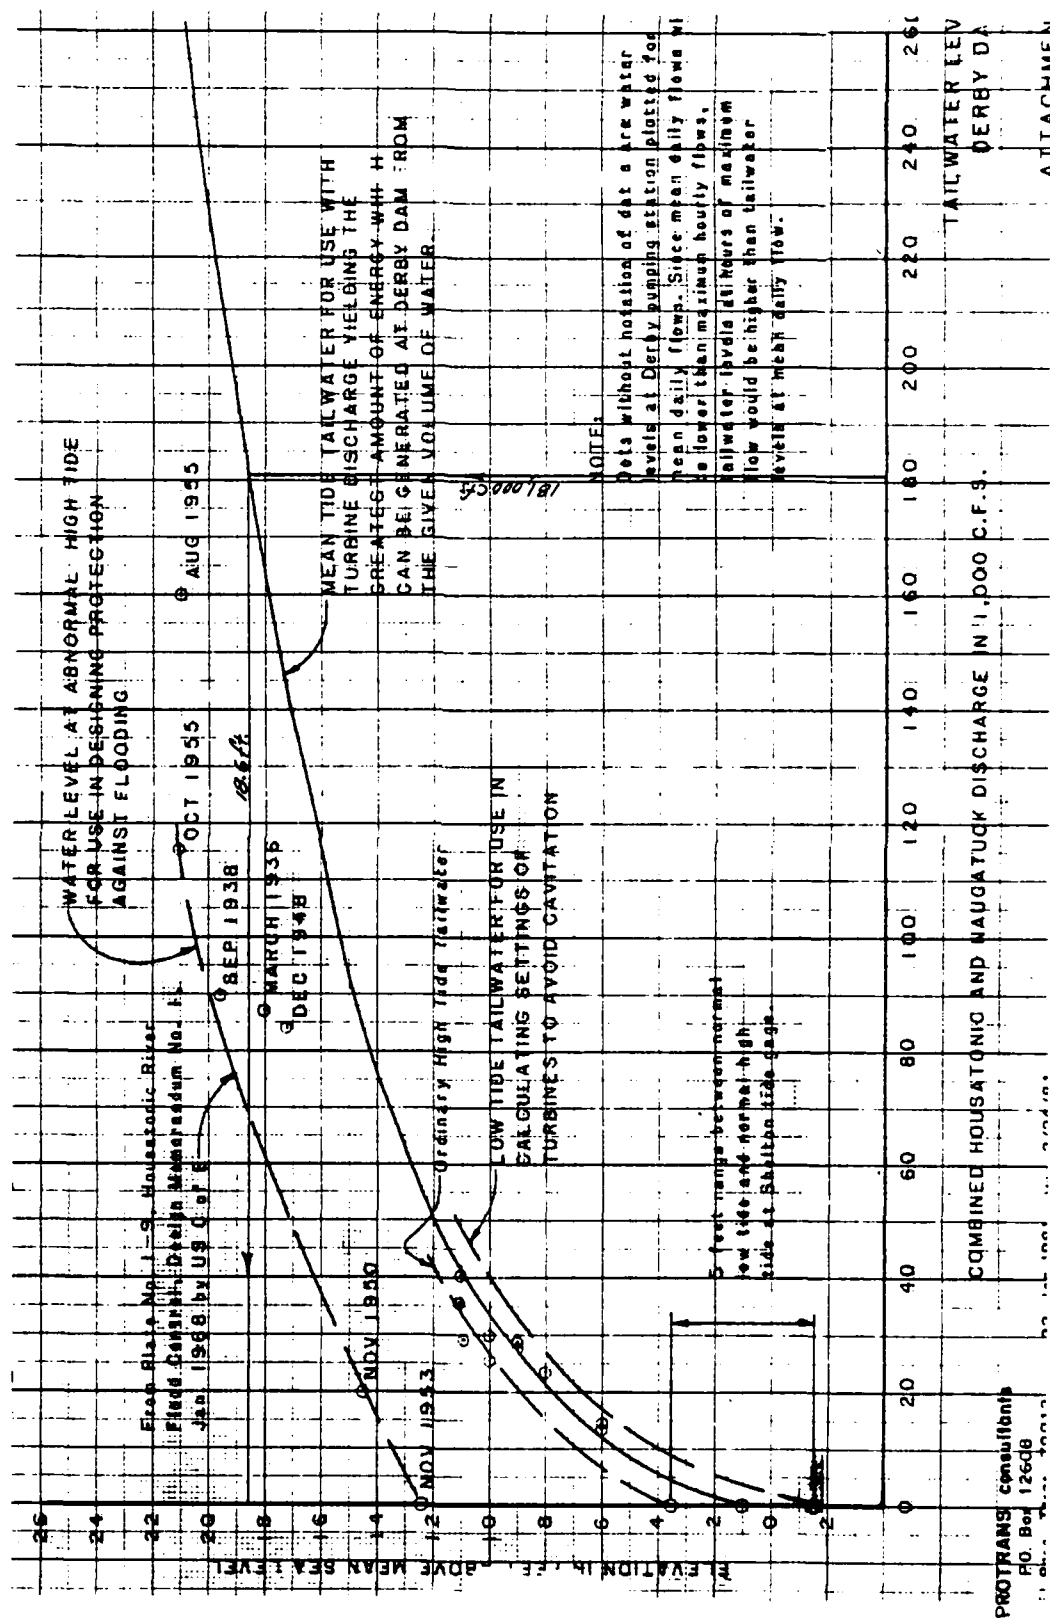 WATER LEVEL AT ABNORMAL HIGH TIDE
FOR USE IN DESIGNING PROTECTION
AGAINST FLOODING
From Plate No. 1-9, Housatonic River
Flood Control, Design Memorandum No. 1
Jan. 1968 by US C of E
OCT 1955
AUG 1955
SEP 1938
MARCH 1936
DEC 1948
NOV 1950
NOV 1953
18.6 ft.
MEAN TIDE TAILWATER FOR USE WITH
TURBINE DISCHARGE YIELDING THE
GREATEST AMOUNT OF ENERGY WHI H
CAN BE GENERATED AT DERBY DAM FROM
THE GIVEN VOLUME OF WATER.
Ordinary High Tide Tailwater
LOW TIDE TAILWATER FOR USE IN
CALCULATING SETTINGS OF
TURBINES TO AVOID CAVITATION
181,000 cfs
NOTE:
Dots without notation of dat a are water
levels at Derby pumping station plotted for
mean daily flows. Since mean daily flows wi
be lower than maximum hourly flows,
tailwater levels at hours of maximum
flow would be higher than tailwater
levels at mean daily flow.
5 feet range between normal
low tide and normal high
tide at Shelton tide gage.
26
24
22
20
18
16
14
12
10
8
6
4
2
0
2
ELEVATION IN ABOVE MEAN SEA LEVEL
0 20 40 60 80 100 120 140 160 180 200 220 240 260
COMBINED HOUSATONIC AND NAUGATUCK DISCHARGE IN 1,000 C.F.S.
TAILWATER LEV
DERBY DA
ATTACHMEN
PROTRANS consultants
P.O. Box 12608